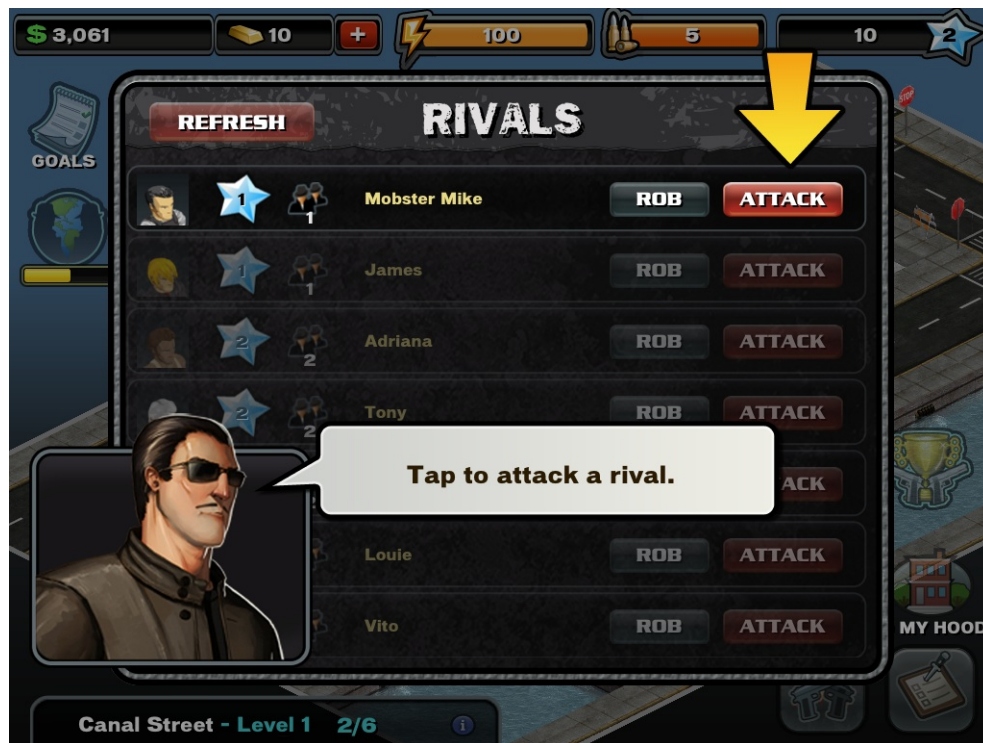 $ 3,061
10
+
100
5
10
2
GOALS
REFRESH
RIVALS
STOP
1
1
Mobster Mike
ROB
ATTACK
1
1
James
ROB
ATTACK
2
2
Adriana
ROB
ATTACK
2
2
Tony
ROB
ATTACK
Tap to attack a rival.
ACK
Louie
ROB
ATTACK
Vito
ROB
ATTACK
MY HOOD
Canal Street - Level 1 2/6
i